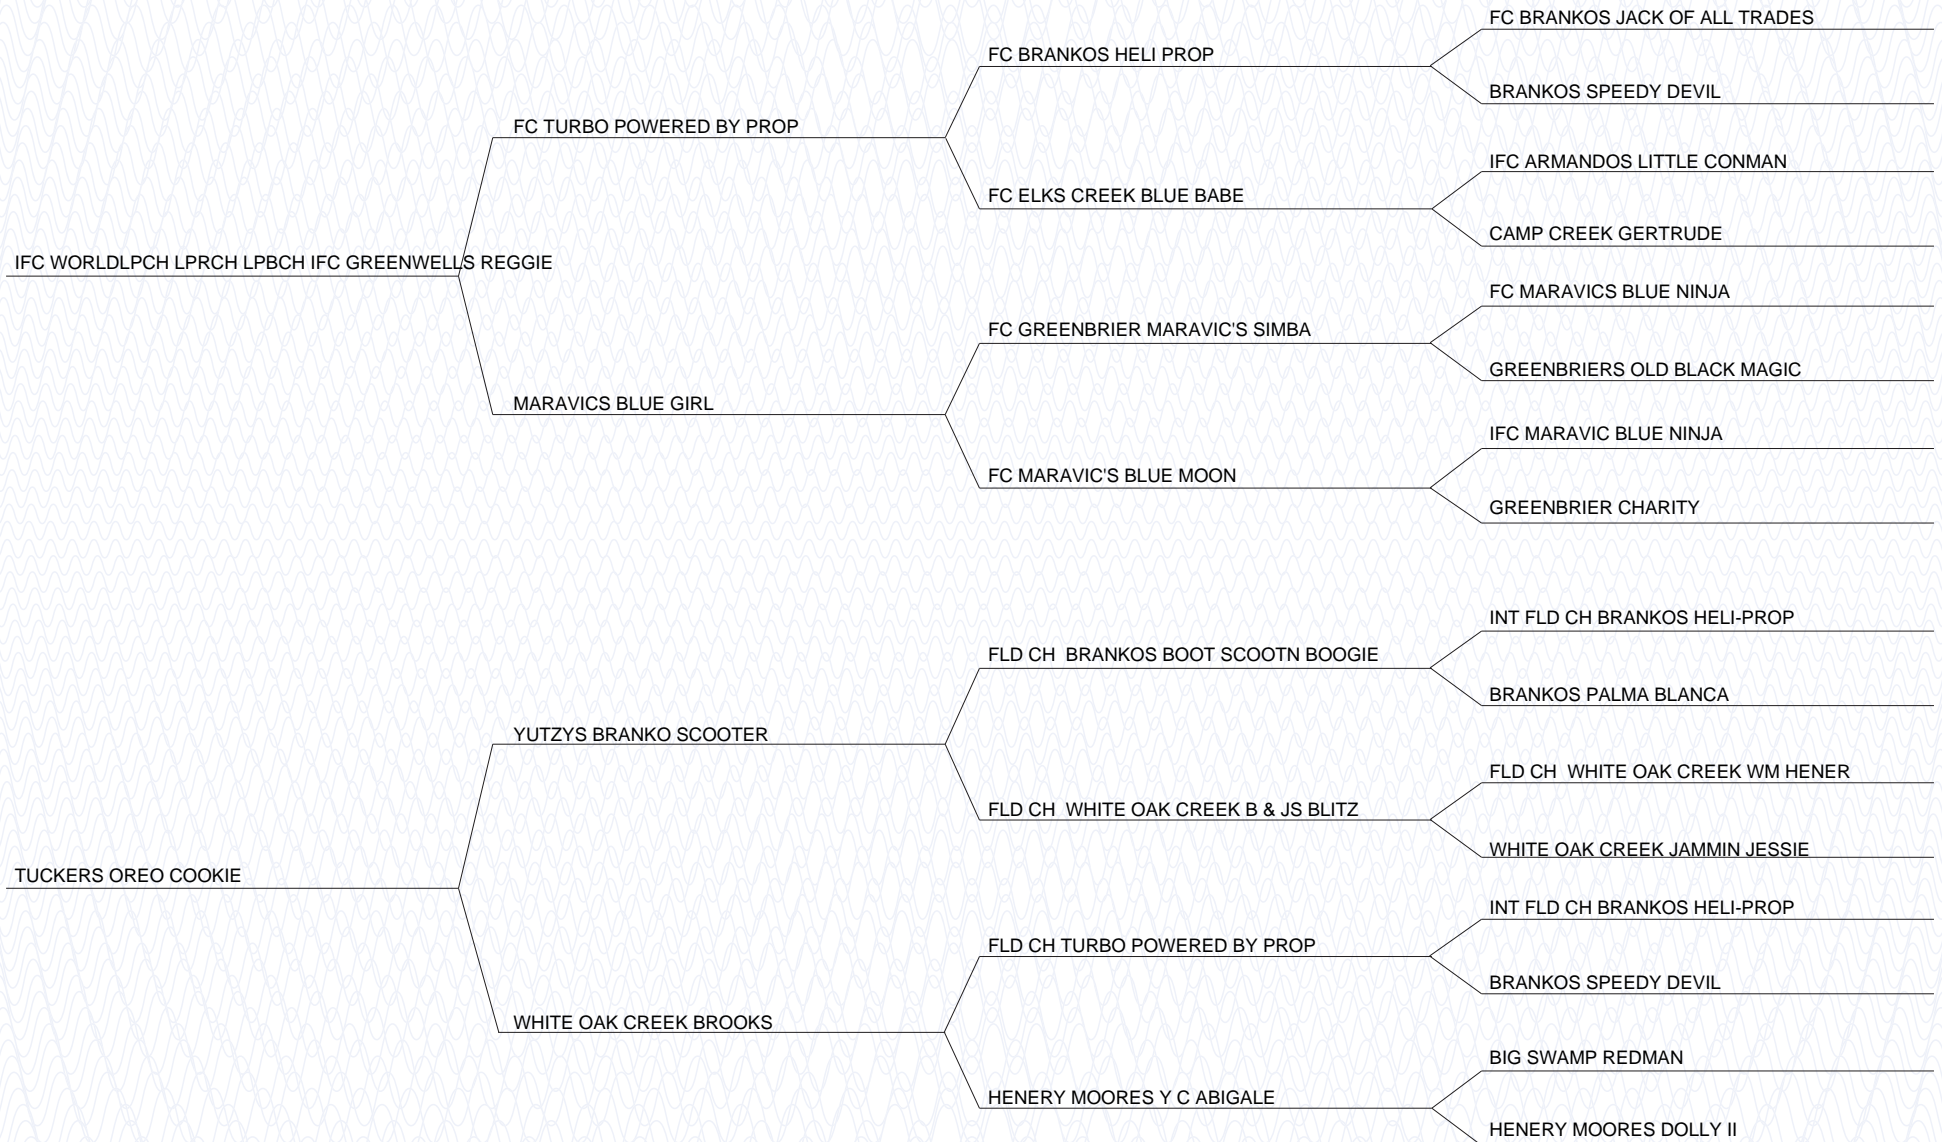 FC BRANKOS JACK OF ALL TRADES
FC BRANKOS HELI PROP
BRANKOS SPEEDY DEVIL
FC TURBO POWERED BY PROP
IFC ARMANDOS LITTLE CONMAN
FC ELKS CREEK BLUE BABE
CAMP CREEK GERTRUDE
IFC WORLDLPCH LPRCH LPBCH IFC GREENWELLS REGGIE
FC MARAVICS BLUE NINJA
FC GREENBRIER MARAVIC'S SIMBA
GREENBRIERS OLD BLACK MAGIC
MARAVICS BLUE GIRL
IFC MARAVIC BLUE NINJA
FC MARAVIC'S BLUE MOON
GREENBRIER CHARITY
INT FLD CH BRANKOS HELI-PROP
FLD CH  BRANKOS BOOT SCOOTN BOOGIE
BRANKOS PALMA BLANCA
YUTZYS BRANKO SCOOTER
FLD CH  WHITE OAK CREEK WM HENER
FLD CH  WHITE OAK CREEK B & JS BLITZ
WHITE OAK CREEK JAMMIN JESSIE
TUCKERS OREO COOKIE
INT FLD CH BRANKOS HELI-PROP
FLD CH TURBO POWERED BY PROP
BRANKOS SPEEDY DEVIL
WHITE OAK CREEK BROOKS
BIG SWAMP REDMAN
HENERY MOORES Y C ABIGALE
HENERY MOORES DOLLY II